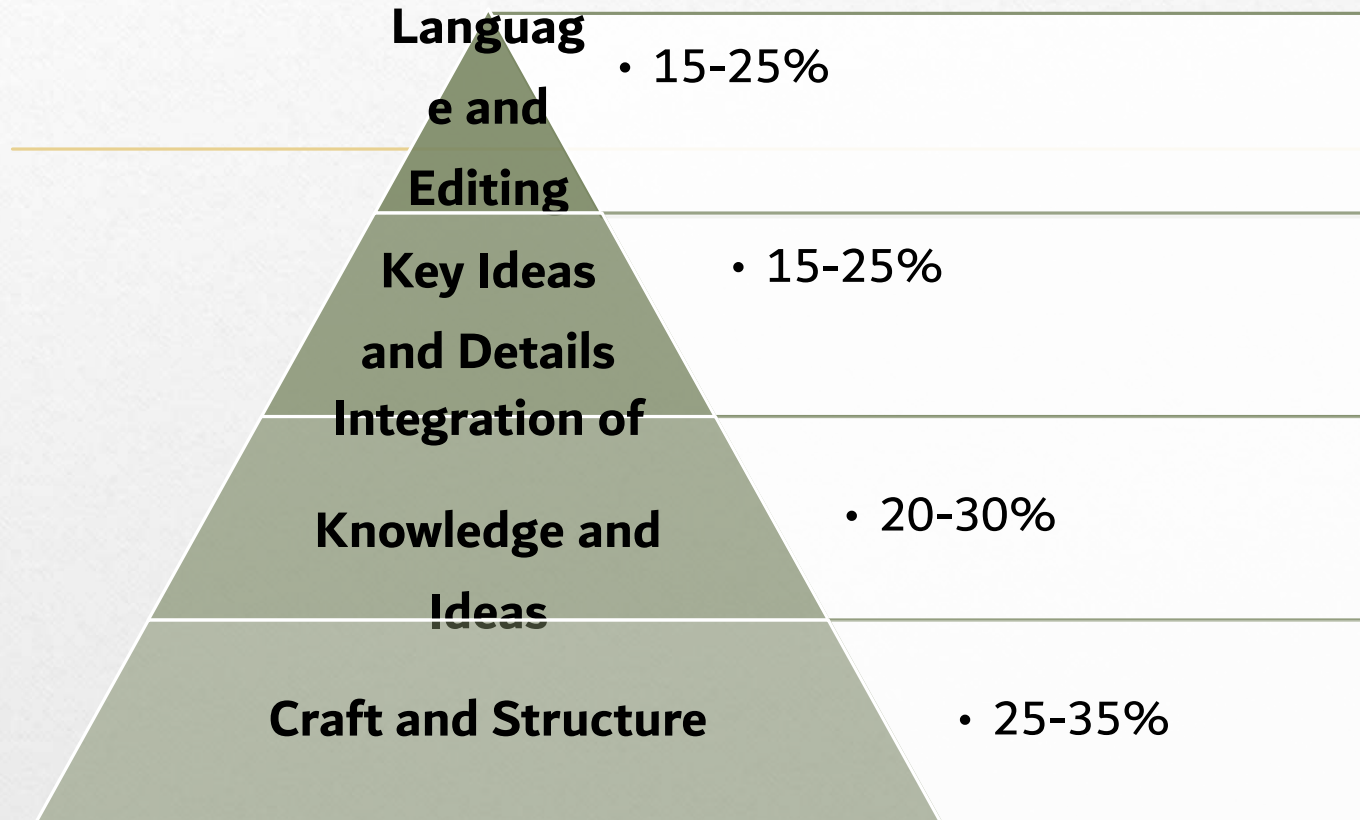 Languag
e and
Editing
• 15-25%
Key Ideas
and Details
• 15-25%
Integration of
Knowledge and
Ideas
• 20-30%
Craft and Structure
• 25-35%